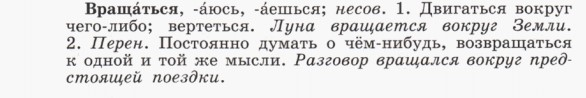 Враща́ться, -а́юсь, -а́ешься; несов. 1. Двигаться вокруг
чего-либо; вертеться. Луна вращается вокруг Земли.
2. Перен. Постоянно думать о чём-нибудь, возвращаться
к одной и той же мысли. Разговор вращался вокруг пред-
стоящей поездки.